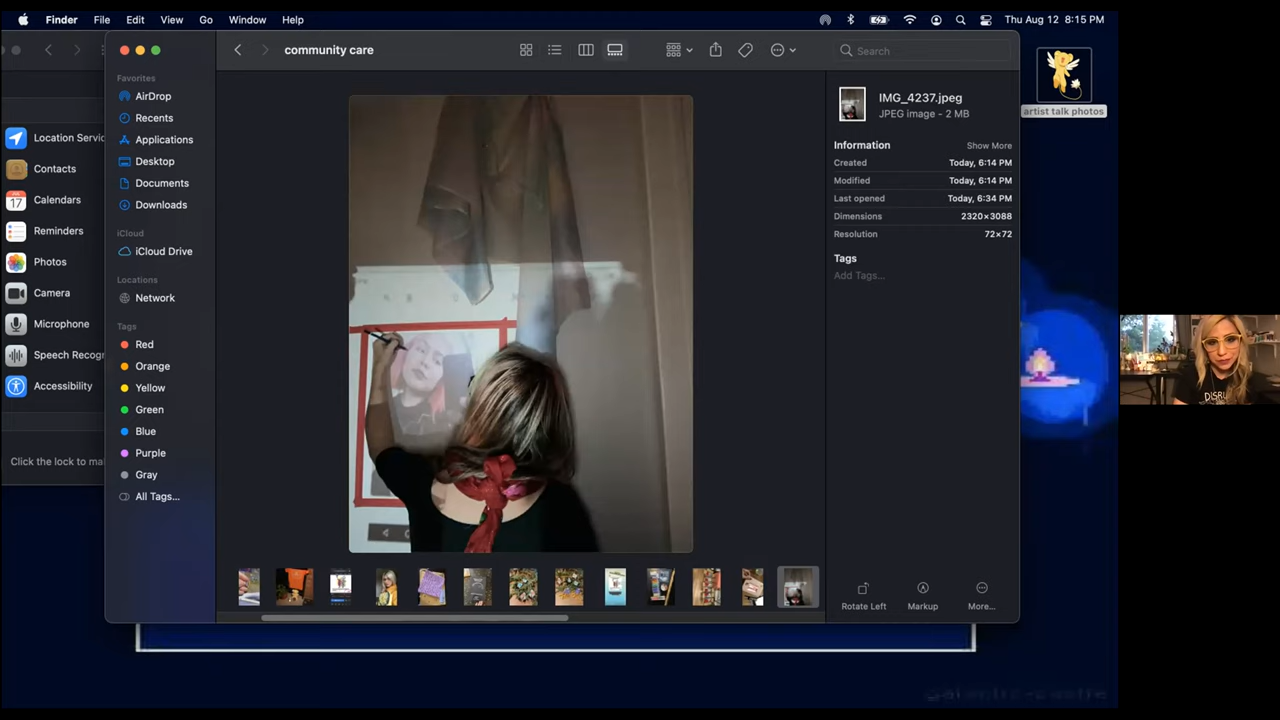 Finder File Edit View Go Window Help Thu Aug 12 8:15 PM
community care
Search
Location Servic
Contacts
Calendars
Reminders
Photos
Camera
Microphone
Speech Recog
Accessibility
Click the lock to ma
17
Favorites
AirDrop
Recents
Applications
Desktop
Documents
Downloads
iCloud
iCloud Drive
Locations
Network
Tags
Red
Orange
Yellow
Green
Blue
Purple
Gray
All Tags...
IMG_4237.jpeg
JPEG image - 2 MB
Information Show More
Created Today, 6:14 PM
Modified Today, 6:14 PM
Last opened Today, 6:34 PM
Dimensions 2320×3088
Resolution 72×72
Tags
Add Tags...
Rotate Left Markup More...
artist talk photos
DISRU